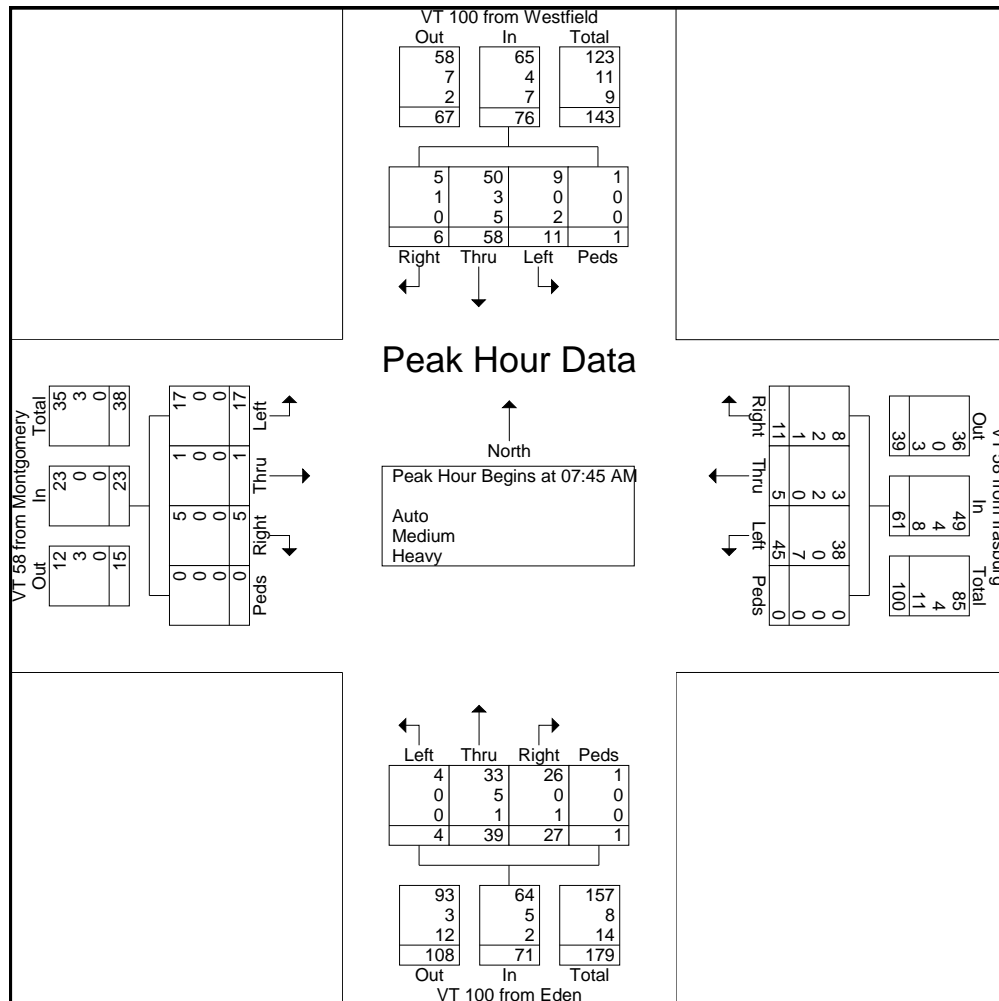 VT 100 from Westfield
Out In Total
58 65 123
7 4 11
2 7 9
67 76 143
5 50 9 1
1 3 0 0
0 5 2 0
6 58 11 1
Right Thru Left Peds
Peak Hour Data
North
Peak Hour Begins at 07:45 AM
Auto
Medium
Heavy
VT 58 from Montgomery
Out In Total
12 23 35
3 0 3
0 0 0
15 23 38
Peds Right Thru Left
0 5 1 17
0 0 0 0
0 0 0 0
0 5 1 17
VT 58 from Irasburg
Out In Total
36 49 85
0 4 4
3 8 11
39 61 100
Right Thru Left Peds
8 3 38 0
2 2 0 0
1 0 7 0
11 5 45 0
Left Thru Right Peds
4 33 26 1
0 5 0 0
0 1 1 0
4 39 27 1
93 64 157
3 5 8
12 2 14
108 71 179
Out In Total
VT 100 from Eden